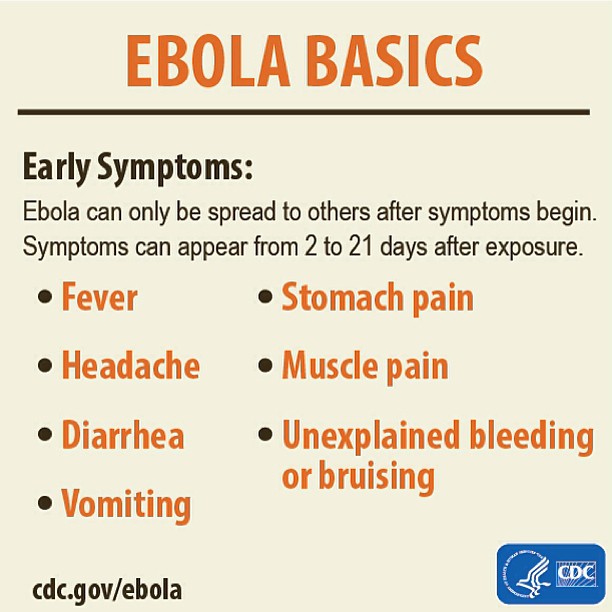 EBOLA BASICS
Early Symptoms:
Ebola can only be spread to others after symptoms begin.
Symptoms can appear from 2 to 21 days after exposure.
• Fever
• Headache
• Diarrhea
• Vomiting
• Stomach pain
• Muscle pain
• Unexplained bleeding
or bruising
cdc.gov/ebola
CDC